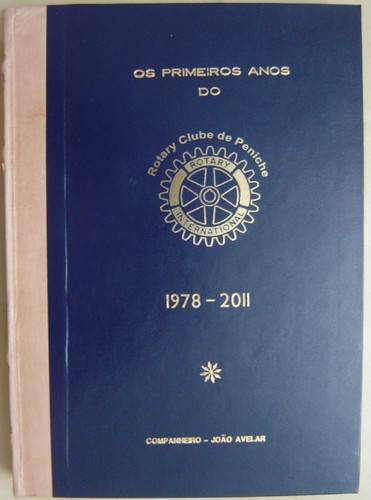 OS PRIMEIROS ANOS
DO
Rotary Clube de Peniche
ROTARY
INTERNATIONAL
1978 - 2011
COMPANHEIRO - JOÃO AVELAR